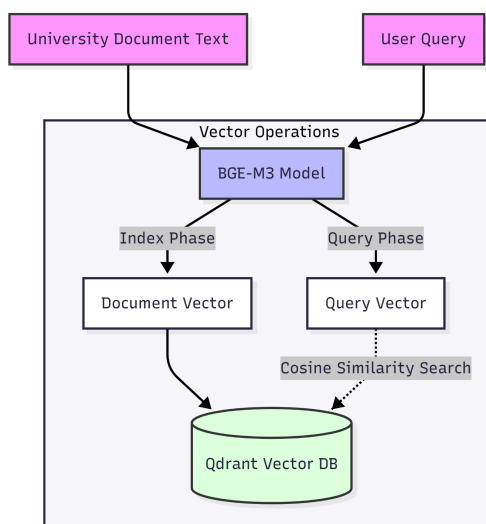 University Document Text
User Query
Vector Operations
BGE-M3 Model
Index Phase
Query Phase
Document Vector
Query Vector
Cosine Similarity Search
Qdrant Vector DB